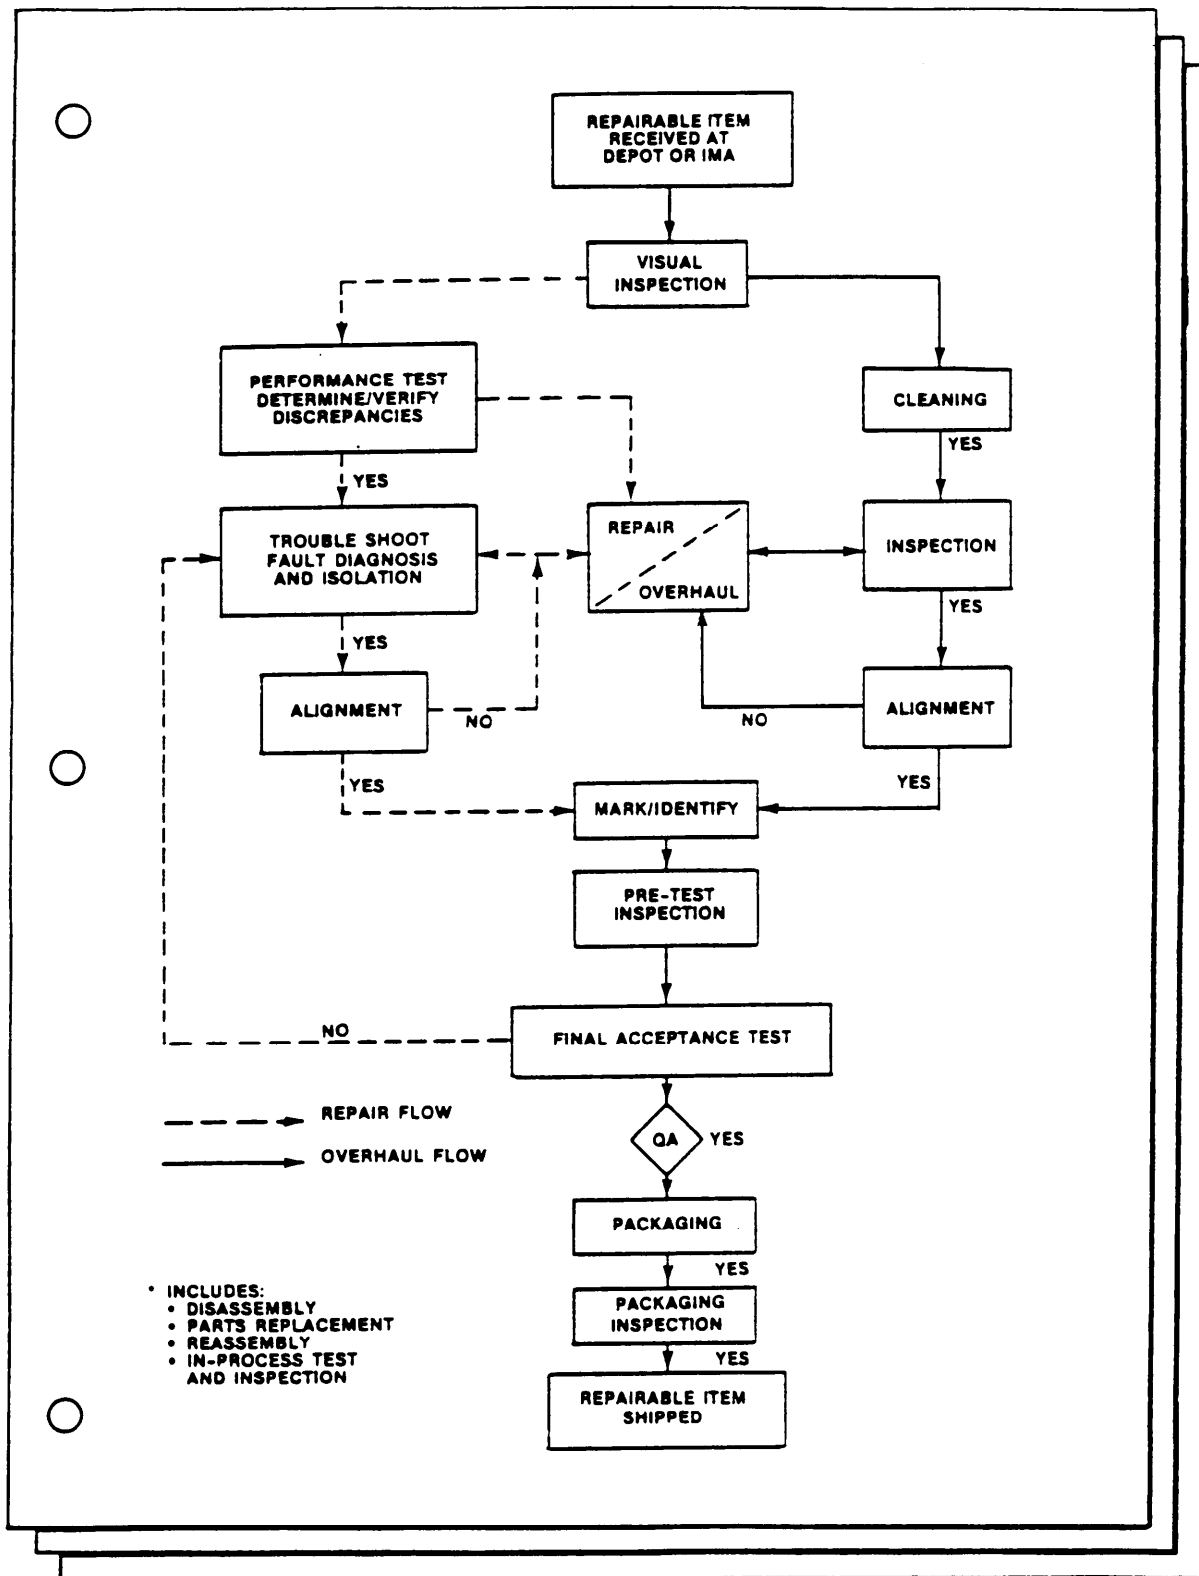 REPAIRABLE ITEM
RECEIVED AT
DEPOT OR IMA
VISUAL
INSPECTION
PERFORMANCE TEST
DETERMINE/VERIFY
DISCREPANCIES
CLEANING
YES
YES
TROUBLE SHOOT
FAULT DIAGNOSIS
AND ISOLATION
REPAIR
OVERHAUL
INSPECTION
YES
YES
ALIGNMENT
NO
NO
ALIGNMENT
YES
YES
MARK/IDENTIFY
PRE-TEST
INSPECTION
NO
FINAL ACCEPTANCE TEST
REPAIR FLOW
OVERHAUL FLOW
QA
YES
PACKAGING
YES
PACKAGING
INSPECTION
YES
REPAIRABLE ITEM
SHIPPED
* INCLUDES:
• DISASSEMBLY
• PARTS REPLACEMENT
• REASSEMBLY
• IN-PROCESS TEST
AND INSPECTION